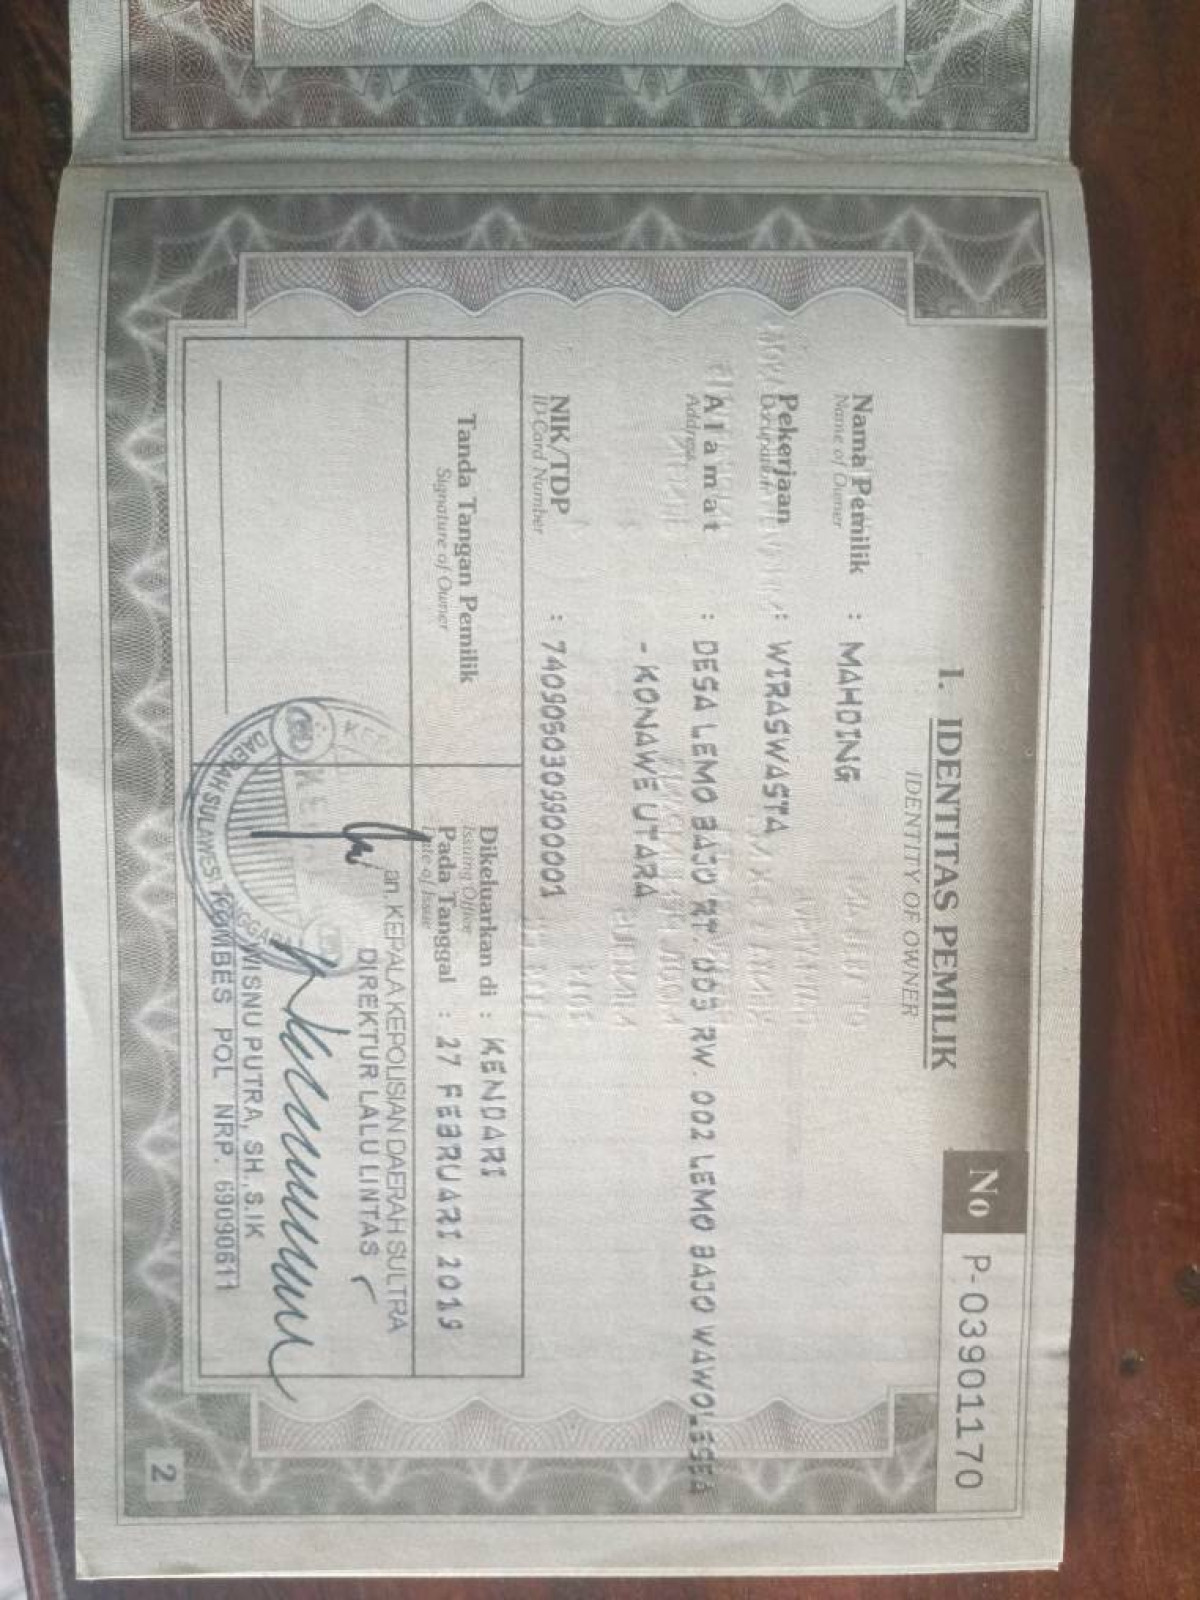 No P-03901170
1. IDENTITAS PEMILIK
IDENTITY OF OWNER
Nama Pemilik : MAHDING
Name of Owner
Pekerjaan : WIRASWASTA
Occupation
Alamat : DESA LEMO BAJO RT. 003 RW. 002 LEMO BAJO WAWOLESEA
Address
- KONAWE UTARA
NIK/TDP : 7409050309900001
ID-Card Number
Tanda Tangan Pemilik
Signature of Owner
Dikeluarkan di : KENDARI
Issuing Office
Pada Tanggal : 27 FEBRUARI 2019
Date of Issue
an. KEPALA KEPOLISIAN DAERAH SULTRA
DIREKTUR LALU LINTAS
DAERAH SULAWESI
WISNU PUTRA, SH., S.IK
KOMBES POL NRP. 69090611
2